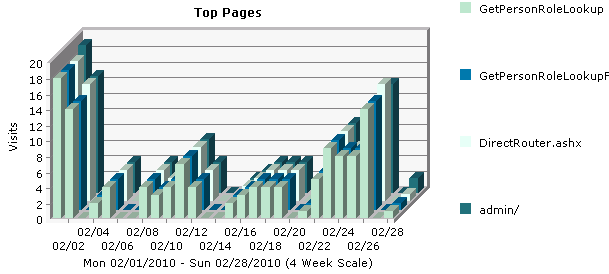 Top Pages
GetPersonRoleLookup
GetPersonRoleLookupF
DirectRouter.ashx
admin/
Visits
20
18
16
14
12
10
8
6
4
2
0
02/04 02/08 02/12 02/16 02/20 02/24 02/28
02/02 02/06 02/10 02/14 02/18 02/22 02/26
Mon 02/01/2010 - Sun 02/28/2010 (4 Week Scale)